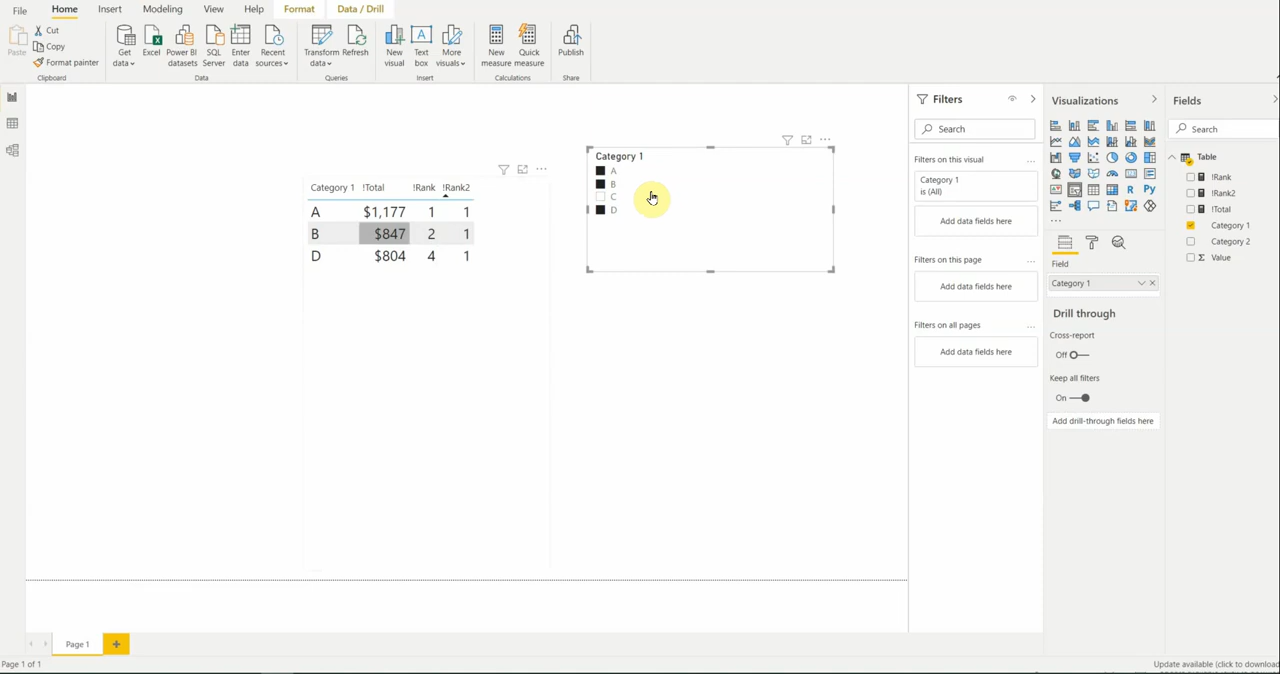 File Home Insert Modeling View Help Format Data / Drill
Paste
Cut
Copy
Format painter
Clipboard
Get data
Excel
Power BI datasets
SQL Server
Enter data
Recent sources
Data
Transform data
Refresh
Queries
New visual
Text box
More visuals
Insert
New measure
Quick measure
Calculations
Publish
Share
Category 1 !Total !Rank !Rank2
A $1,177 1 1
B $847 2 1
D $804 4 1
Category 1
A
B
C
D
Filters
Search
Filters on this visual ...
Category 1
is (All)
Add data fields here
Filters on this page ...
Add data fields here
Filters on all pages ...
Add data fields here
Visualizations
R Py
...
Field
Category 1
Drill through
Cross-report
Off
Keep all filters
On
Add drill-through fields here
Fields
Search
Table
!Rank
!Rank2
!Total
Category 1
Category 2
Σ Value
Page 1
Page 1 of 1
Update available (click to download